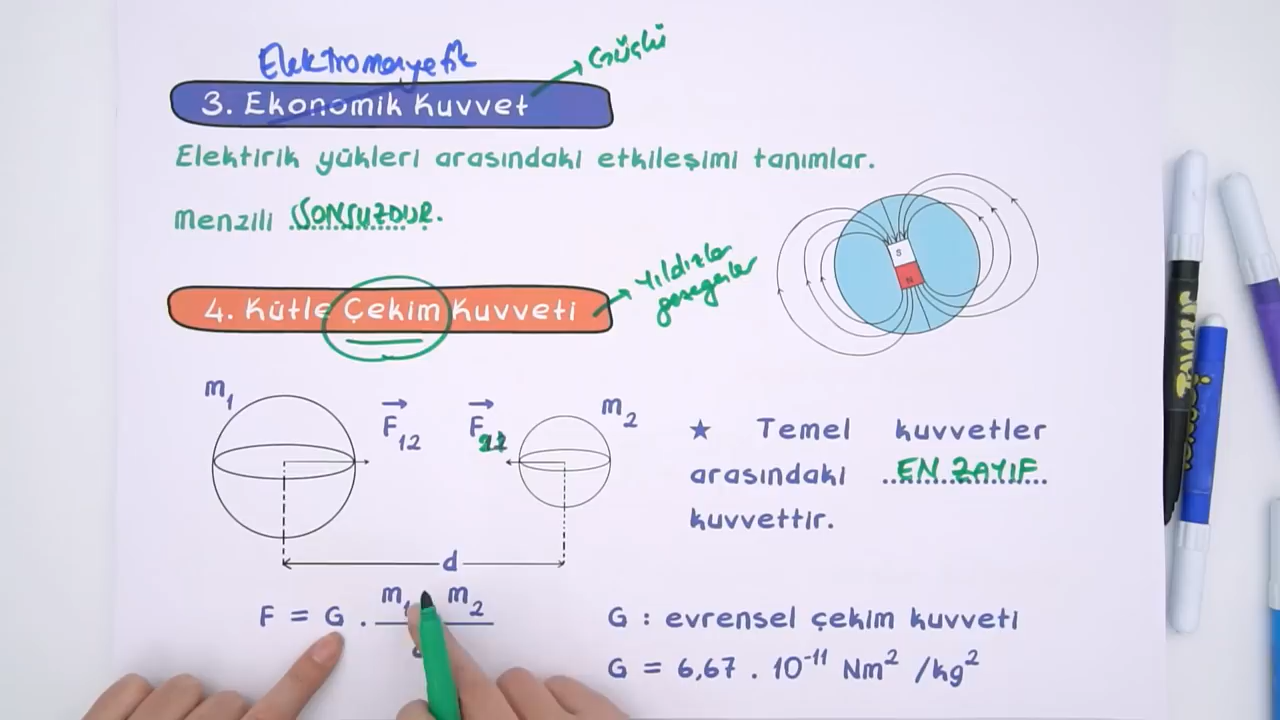 Elektromanyetik
Güçlü
3. Ekonomik Kuvvet
Elektirik yükleri arasındaki etkileşimi tanımlar.
menzili SONSUZDUR.
Yıldızlar
gezegenler
4. Kütle Çekim Kuvveti
S
N
m1
F12
F21
m2
★ Temel kuvvetler
arasındaki EN ZAYIF
kuvvettir.
d
F = G . m1 m2
G : evrensel çekim kuvveti
G = 6,67 . 10⁻¹¹ Nm² /kg²